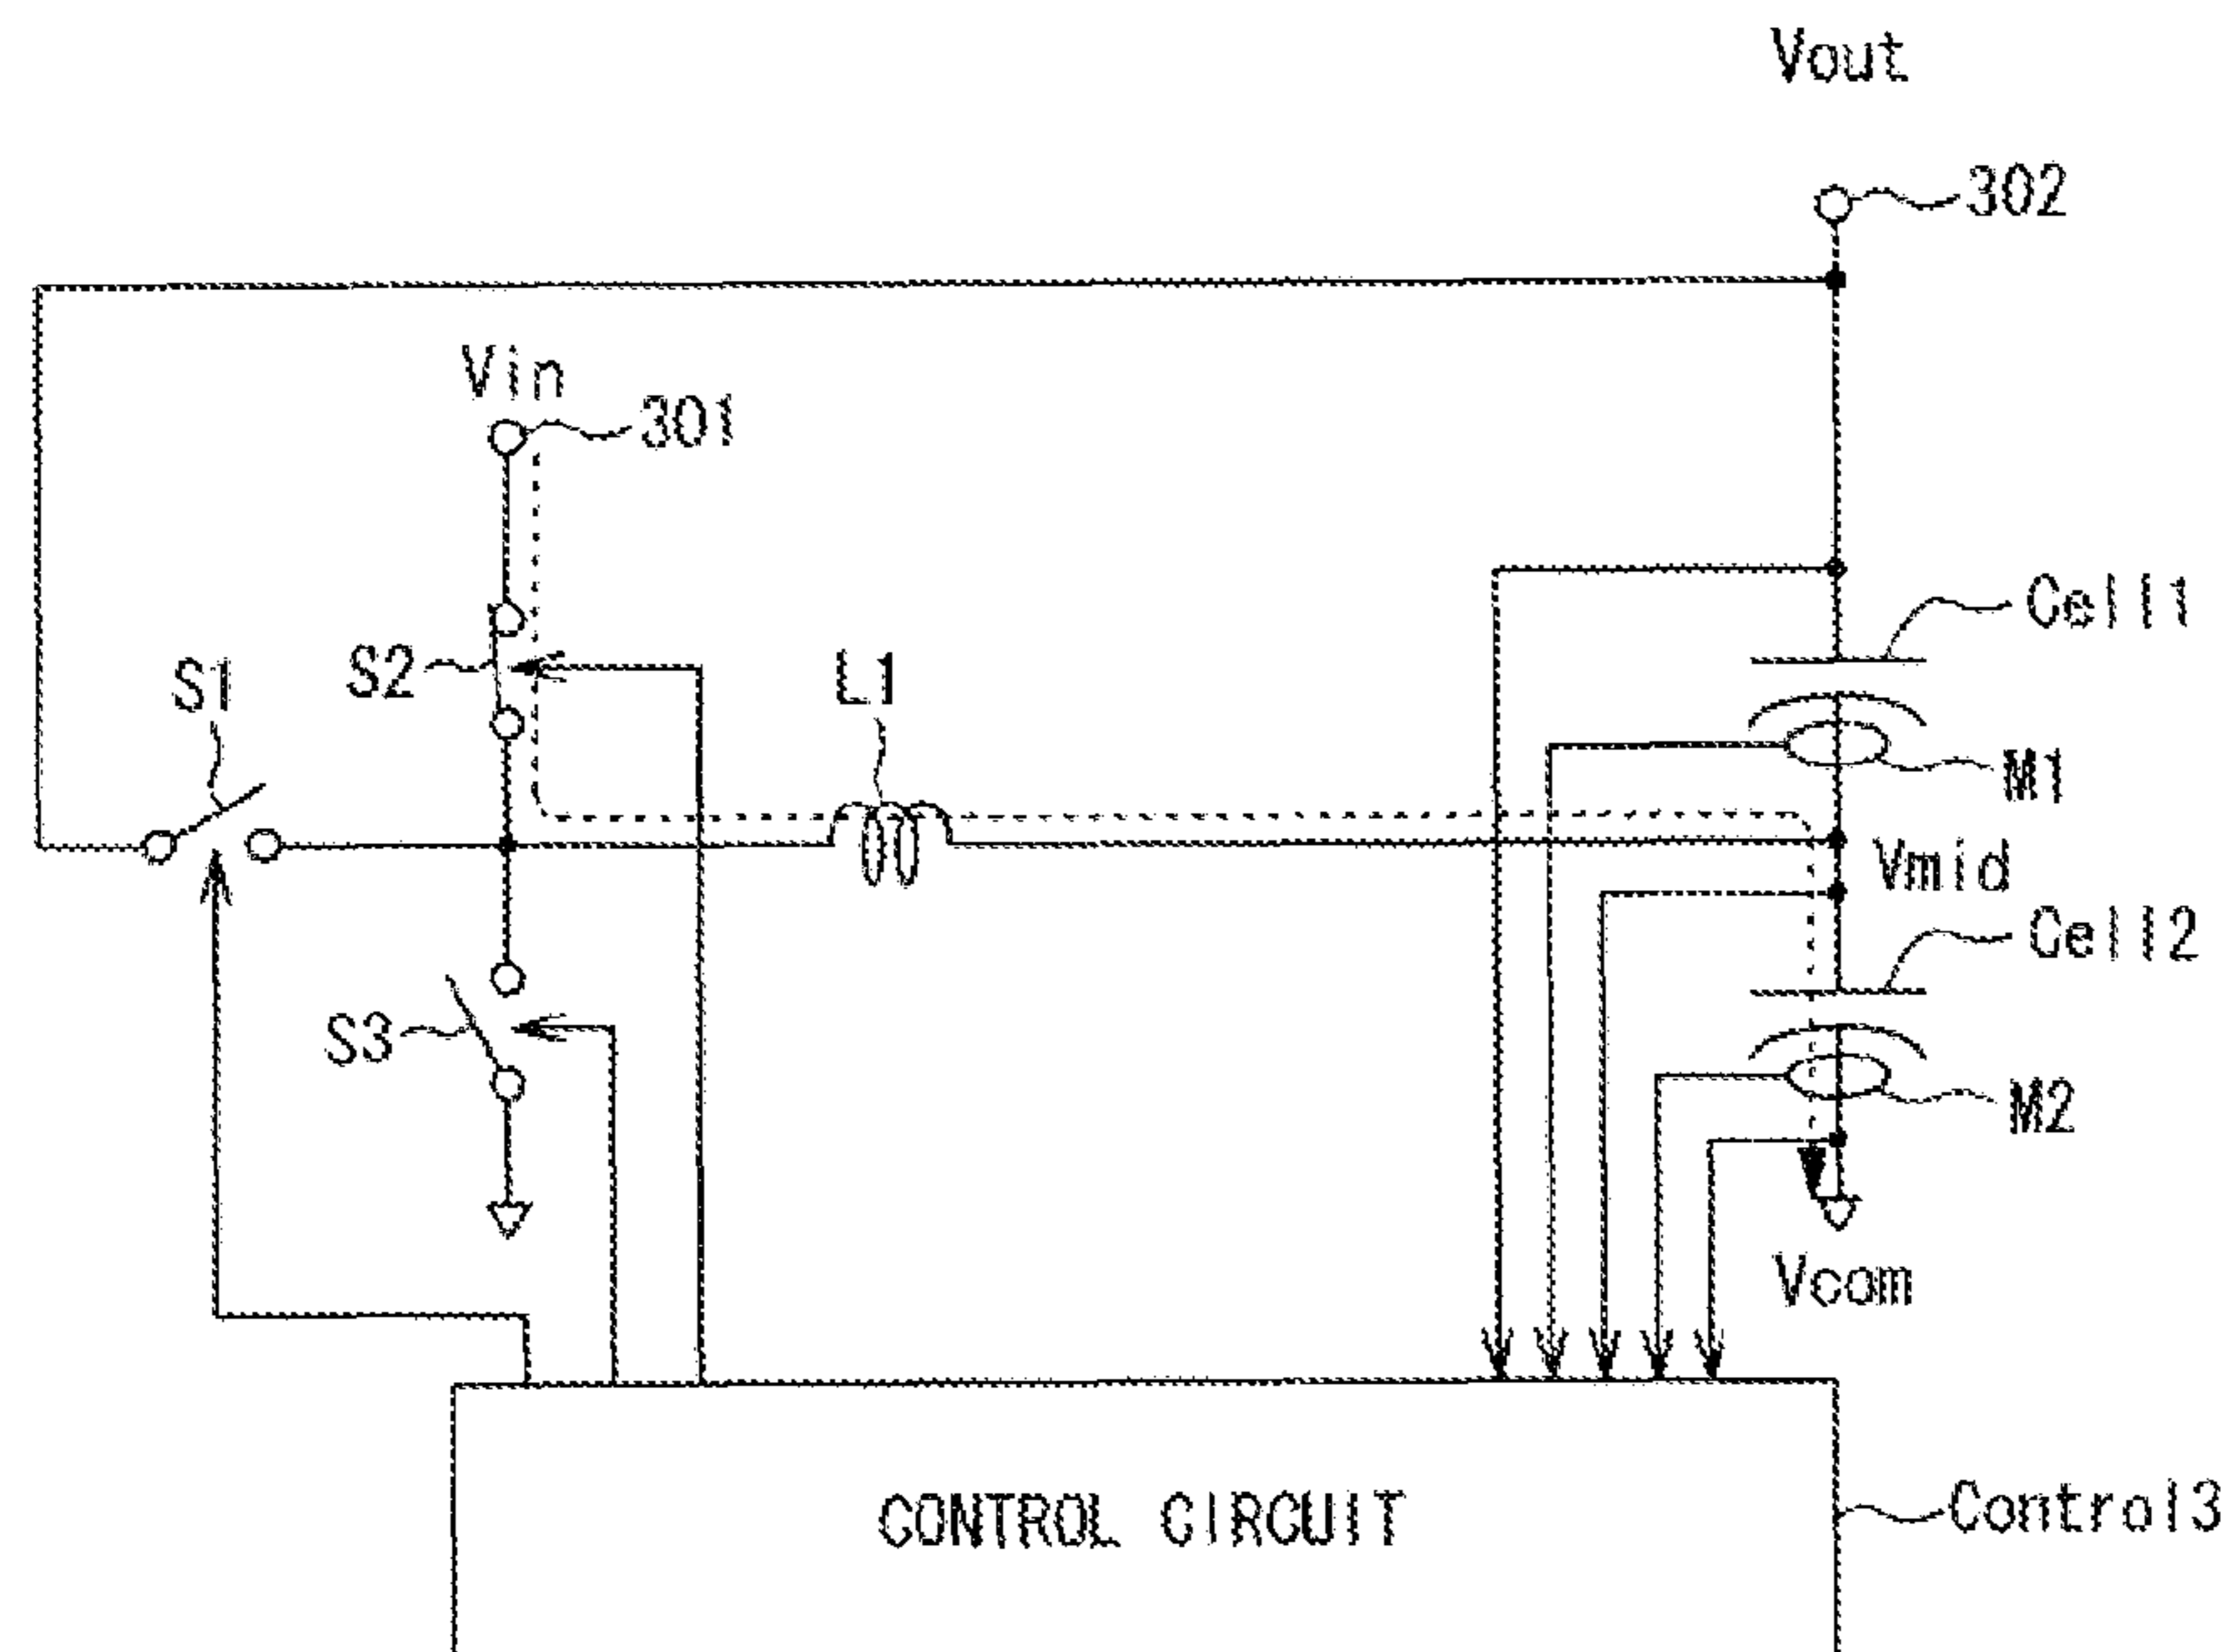 Vout
302
Vin
301
Cell1
S2
L1
S1
M1
Vmid
Cell2
S3
M2
Vcom
CONTROL CIRCUIT
Control3